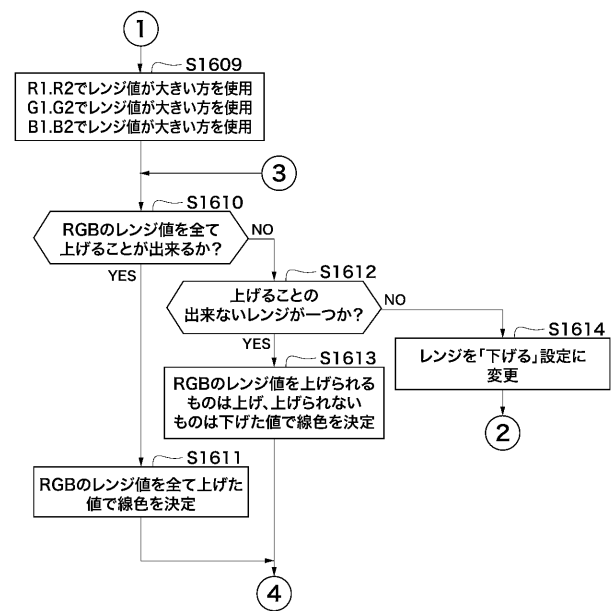 1
S1609
R1.R2でレンジ値が大きい方を使用
G1.G2でレンジ値が大きい方を使用
B1.B2でレンジ値が大きい方を使用
3
S1610
RGBのレンジ値を全て
上げることが出来るか?
NO
YES
S1612
上げることの
出来ないレンジが一つか?
NO
YES
S1614
レンジを「下げる」設定に
変更
2
S1613
RGBのレンジ値を上げられる
ものは上げ、上げられない
ものは下げた値で線色を決定
S1611
RGBのレンジ値を全て上げた
値で線色を決定
4